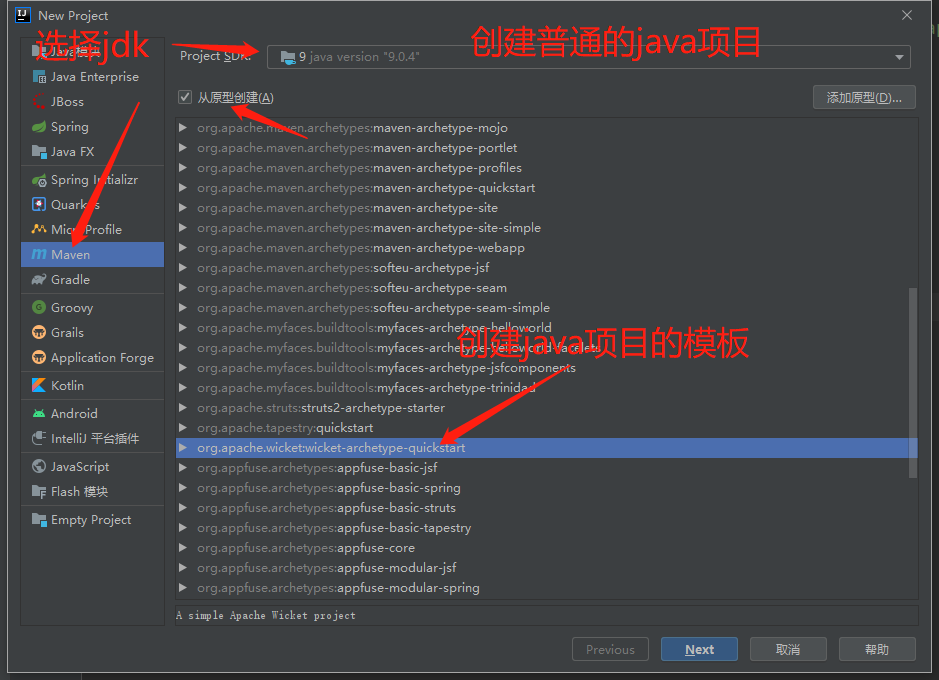 New Project
选择jdk
创建普通的java项目
Project SDK:
9 java version "9.0.4"
Java模块
Java Enterprise
JBoss
Spring
Java FX
Spring Initializr
Quarkus
MicroProfile
Maven
Gradle
Groovy
Grails
Application Forge
Kotlin
Android
IntelliJ 平台插件
JavaScript
Flash 模块
Empty Project
从原型创建(A)
添加原型(D)...
org.apache.maven.archetypes:maven-archetype-mojo
org.apache.maven.archetypes:maven-archetype-portlet
org.apache.maven.archetypes:maven-archetype-profiles
org.apache.maven.archetypes:maven-archetype-quickstart
org.apache.maven.archetypes:maven-archetype-site
org.apache.maven.archetypes:maven-archetype-site-simple
org.apache.maven.archetypes:maven-archetype-webapp
org.apache.maven.archetypes:softeu-archetype-jsf
org.apache.maven.archetypes:softeu-archetype-seam
org.apache.maven.archetypes:softeu-archetype-seam-simple
org.apache.myfaces.buildtools:myfaces-archetype-helloworld
org.apache.myfaces.buildtools:myfaces-archetype-helloworld-facelets
创建java项目的模板
org.apache.myfaces.buildtools:myfaces-archetype-jsfcomponents
org.apache.myfaces.buildtools:myfaces-archetype-trinidad
org.apache.struts:struts2-archetype-starter
org.apache.tapestry:quickstart
org.apache.wicket:wicket-archetype-quickstart
org.appfuse.archetypes:appfuse-basic-jsf
org.appfuse.archetypes:appfuse-basic-spring
org.appfuse.archetypes:appfuse-basic-struts
org.appfuse.archetypes:appfuse-basic-tapestry
org.appfuse.archetypes:appfuse-core
org.appfuse.archetypes:appfuse-modular-jsf
org.appfuse.archetypes:appfuse-modular-spring
A simple Apache Wicket project
Previous
Next
取消
帮助